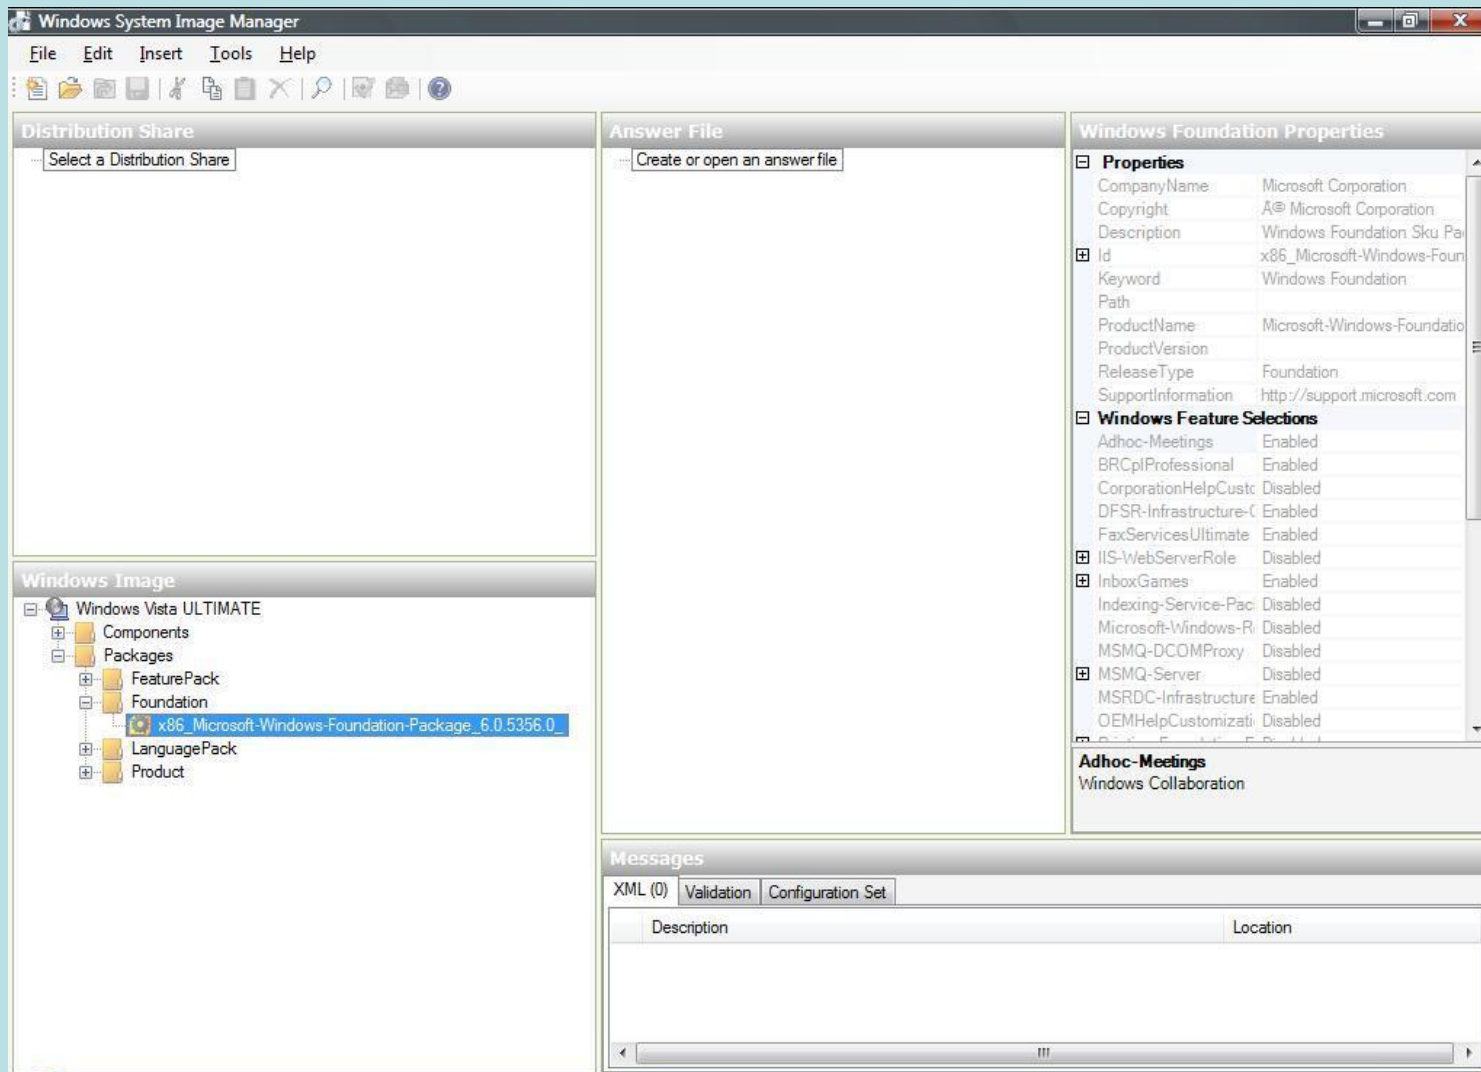 Windows System Image Manager
File Edit Insert Tools Help
Distribution Share
Select a Distribution Share
Answer File
Create or open an answer file
Windows Foundation Properties
Properties
CompanyName Microsoft Corporation
Copyright Â® Microsoft Corporation
Description Windows Foundation Sku Pa
Id x86_Microsoft-Windows-Foun
Keyword Windows Foundation
Path
ProductName Microsoft-Windows-Foundatio
ProductVersion
ReleaseType Foundation
SupportInformation http://support.microsoft.com
Windows Feature Selections
Adhoc-Meetings Enabled
BRCplProfessional Enabled
CorporationHelpCusto Disabled
DFSR-Infrastructure-C Enabled
FaxServicesUltimate Enabled
IIS-WebServerRole Disabled
InboxGames Enabled
Indexing-Service-Pac Disabled
Microsoft-Windows-R Disabled
MSMQ-DCOMProxy Disabled
MSMQ-Server Disabled
MSRDC-Infrastructure Enabled
OEMHelpCustomizati Disabled
Adhoc-Meetings
Windows Collaboration
Windows Image
Windows Vista ULTIMATE
Components
Packages
FeaturePack
Foundation
x86_Microsoft-Windows-Foundation-Package_6.0.5356.0_
LanguagePack
Product
Messages
XML (0) Validation Configuration Set
Description Location